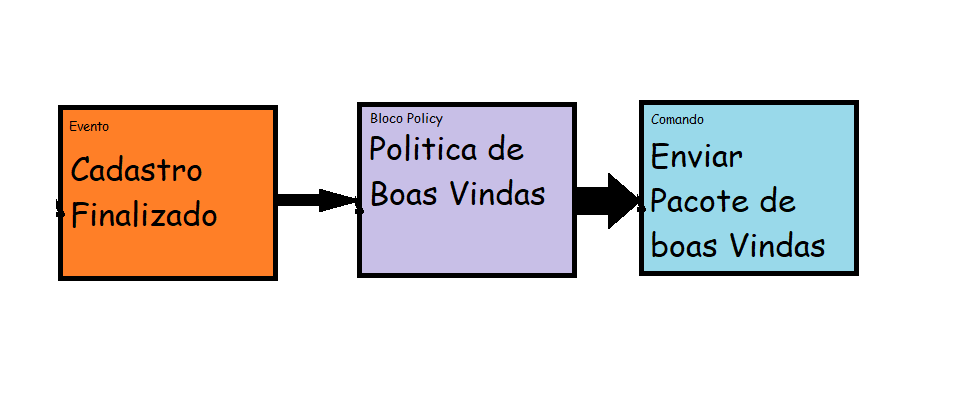 Evento
Cadastro
Finalizado
Bloco Policy
Politica de
Boas Vindas
Comando
Enviar
Pacote de
boas Vindas